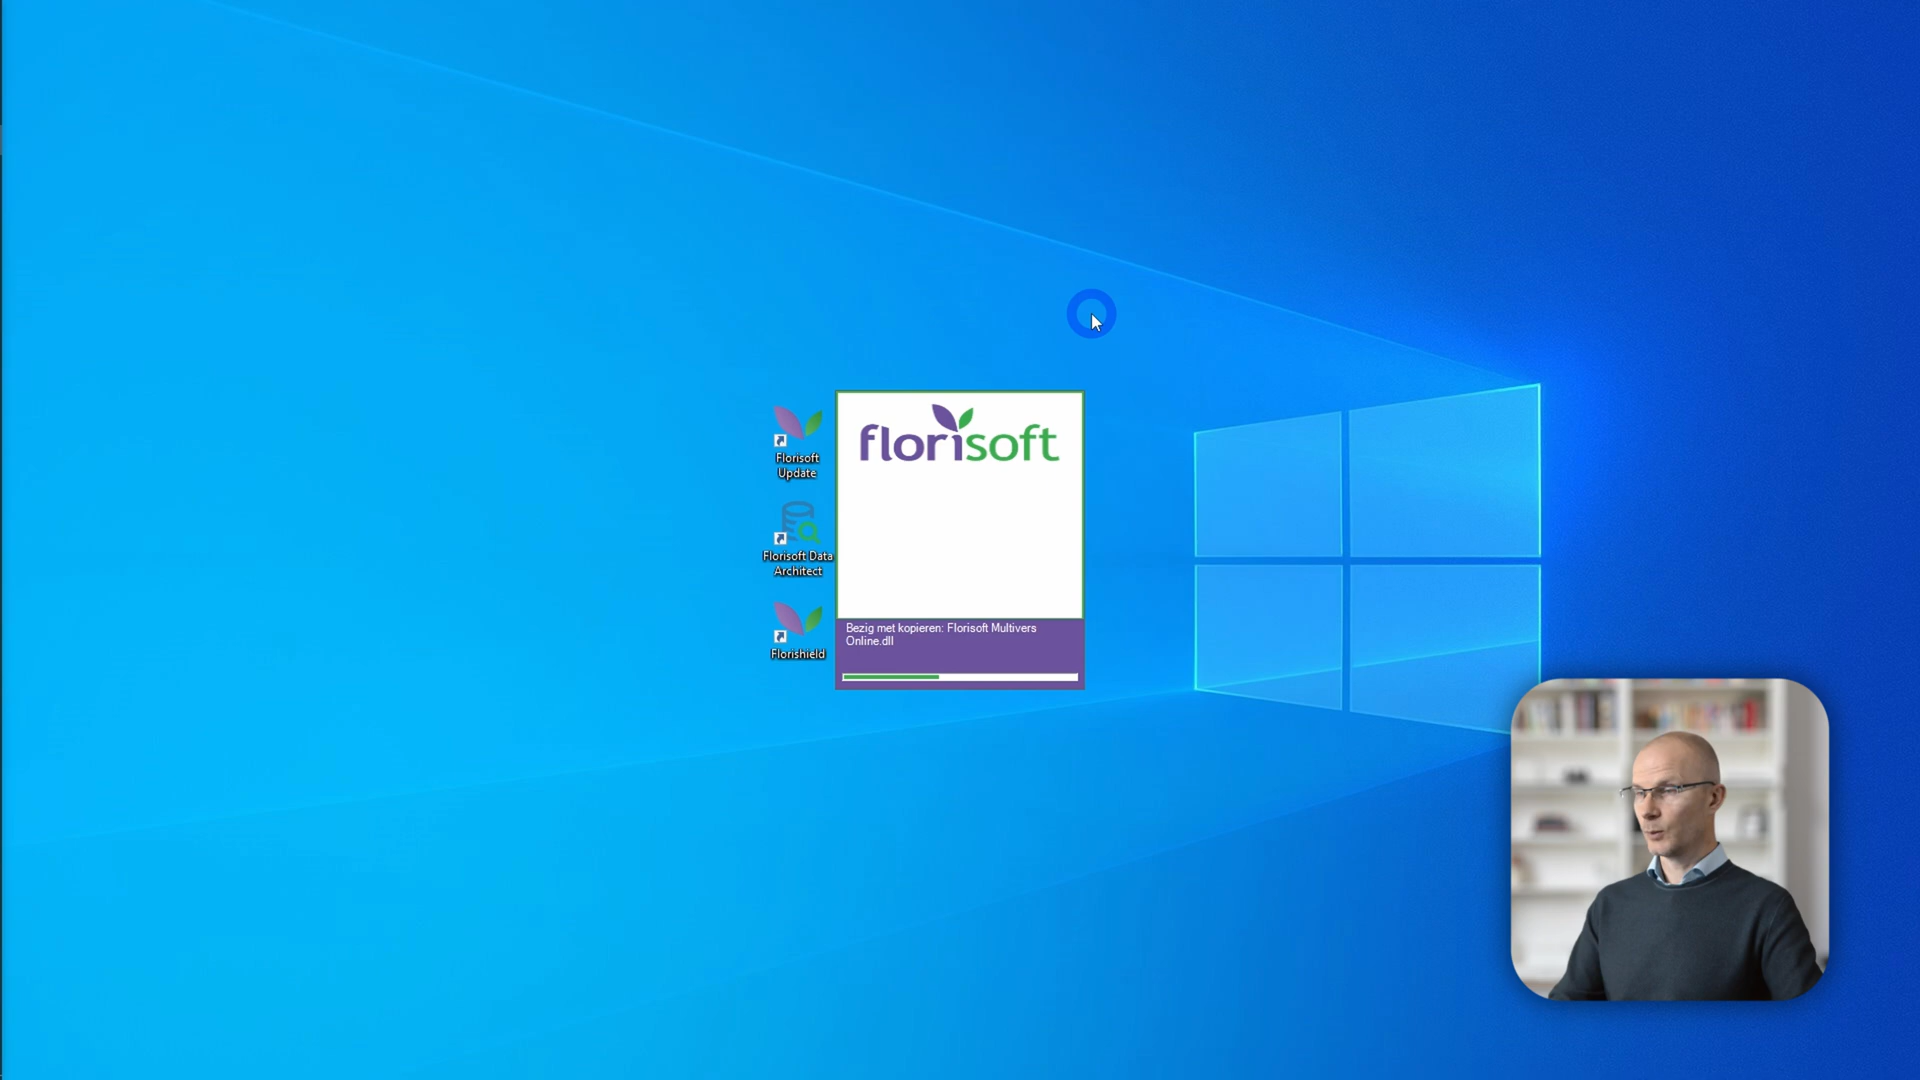 Florisoft
Update
Florisoft Data
Architect
Florishield
florisoft
Bezig met kopieren: Florisoft Multivers
Online.dll